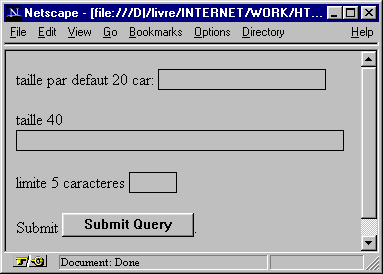 Netscape - [file:///D|/livre/INTERNET/WORK/HT...
File Edit View Go Bookmarks Options Directory Help
taille par defaut 20 car:
taille 40
limite 5 caracteres
Submit Submit Query.
Document: Done